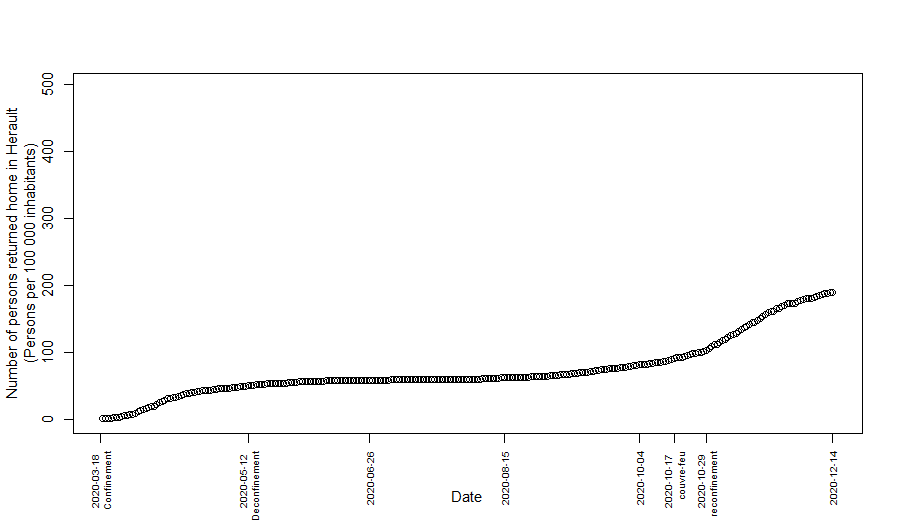 Number of persons returned home in Herault
(Persons per 100 000 inhabitants)
500
400
300
200
100
0
2020-03-18
Confinement
2020-05-12
Deconfinement
2020-06-26
2020-08-15
2020-10-04
2020-10-17
couvre-feu
2020-10-29
reconfinement
2020-12-14
Date